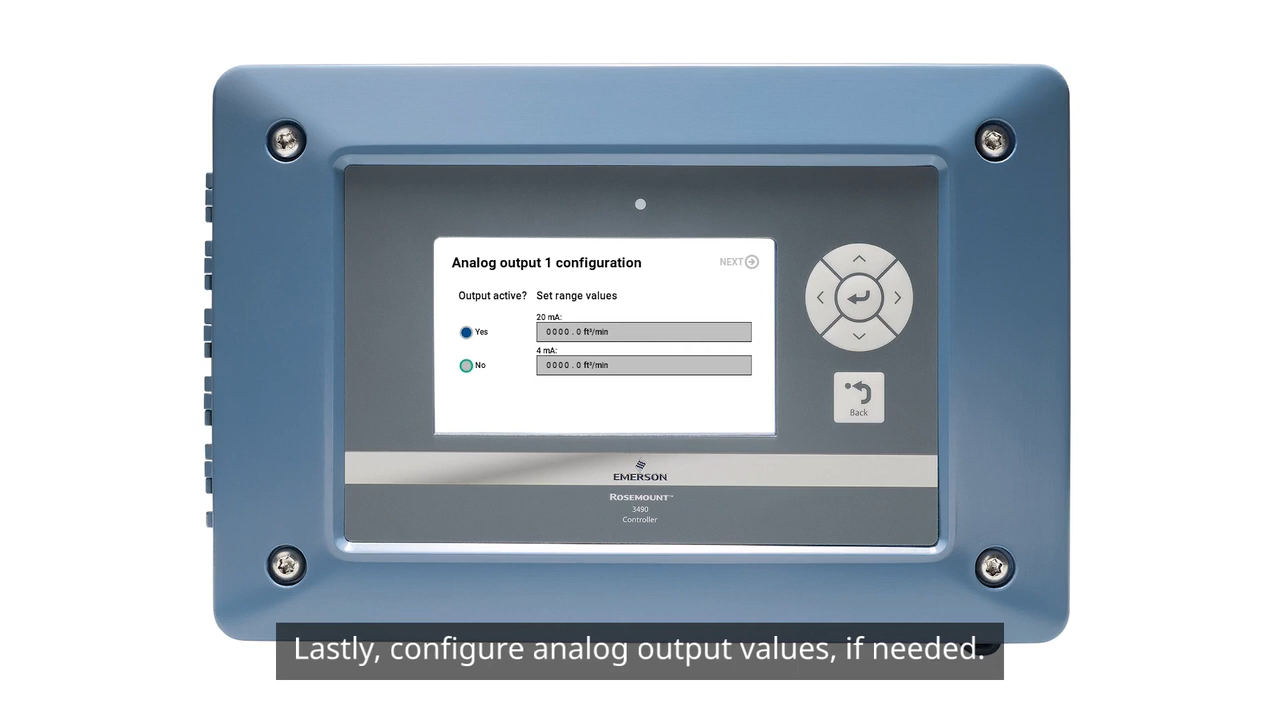 Analog output 1 configuration
NEXT
Output active? Set range values
20 mA:
Yes
0000.0 ft³/min
4 mA:
No
0000.0 ft³/min
Back
EMERSON
ROSEMOUNT™
3490
Controller
Lastly, configure analog output values, if needed.